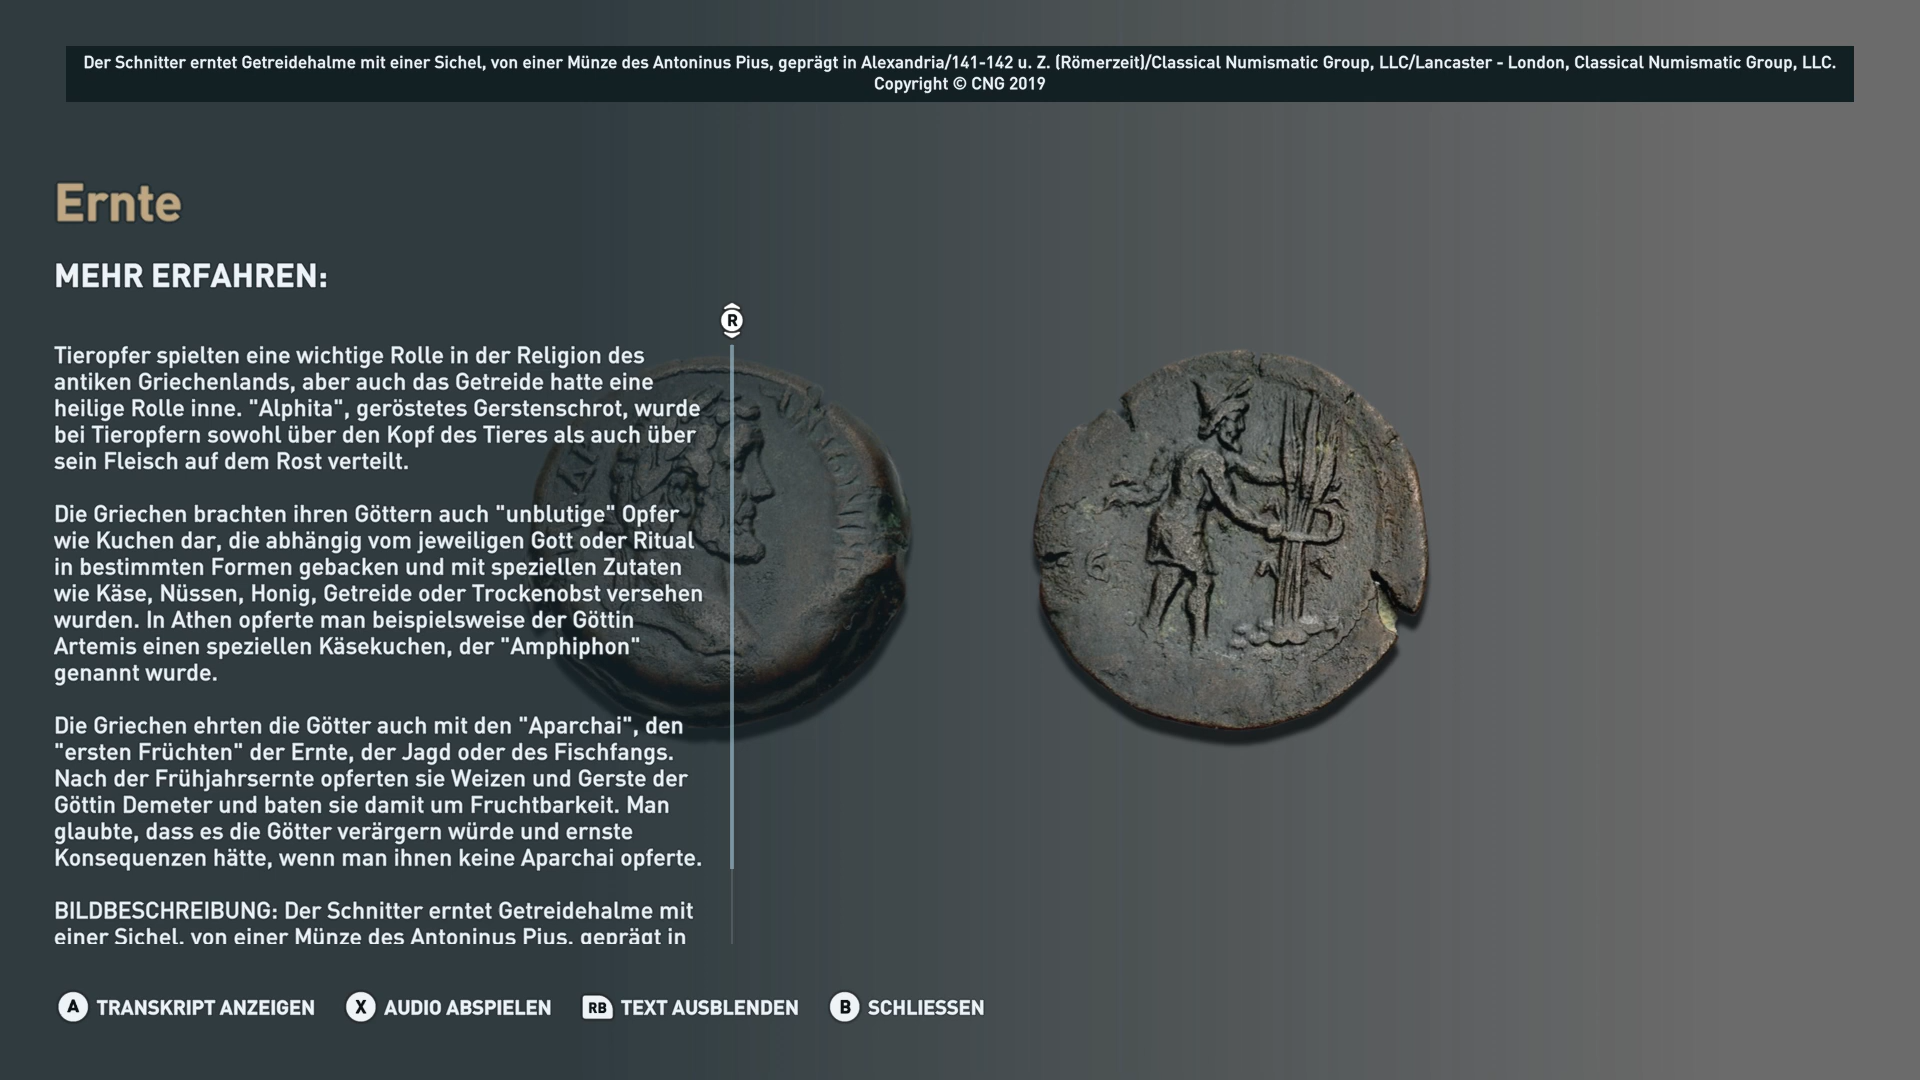 Der Schnitter erntet Getreidehalme mit einer Sichel, von einer Münze des Antoninus Pius, geprägt in Alexandria/141-142 u. Z. (Römerzeit)/Classical Numismatic Group, LLC/Lancaster - London, Classical Numismatic Group, LLC.
Copyright © CNG 2019
Ernte
MEHR ERFAHREN:
R
Tieropfer spielten eine wichtige Rolle in der Religion des
antiken Griechenlands, aber auch das Getreide hatte eine
heilige Rolle inne. "Alphita", geröstetes Gerstenschrot, wurde
bei Tieropfern sowohl über den Kopf des Tieres als auch über
sein Fleisch auf dem Rost verteilt.
Die Griechen brachten ihren Göttern auch "unblutige" Opfer
wie Kuchen dar, die abhängig vom jeweiligen Gott oder Ritual
in bestimmten Formen gebacken und mit speziellen Zutaten
wie Käse, Nüssen, Honig, Getreide oder Trockenobst versehen
wurden. In Athen opferte man beispielsweise der Göttin
Artemis einen speziellen Käsekuchen, der "Amphiphon"
genannt wurde.
Die Griechen ehrten die Götter auch mit den "Aparchai", den
"ersten Früchten" der Ernte, der Jagd oder des Fischfangs.
Nach der Frühjahrsernte opferten sie Weizen und Gerste der
Göttin Demeter und baten sie damit um Fruchtbarkeit. Man
glaubte, dass es die Götter verärgern würde und ernste
Konsequenzen hätte, wenn man ihnen keine Aparchai opferte.
BILDBESCHREIBUNG: Der Schnitter erntet Getreidehalme mit
einer Sichel, von einer Münze des Antoninus Pius, geprägt in
A TRANSKRIPT ANZEIGEN X AUDIO ABSPIELEN RB TEXT AUSBLENDEN B SCHLIESSEN